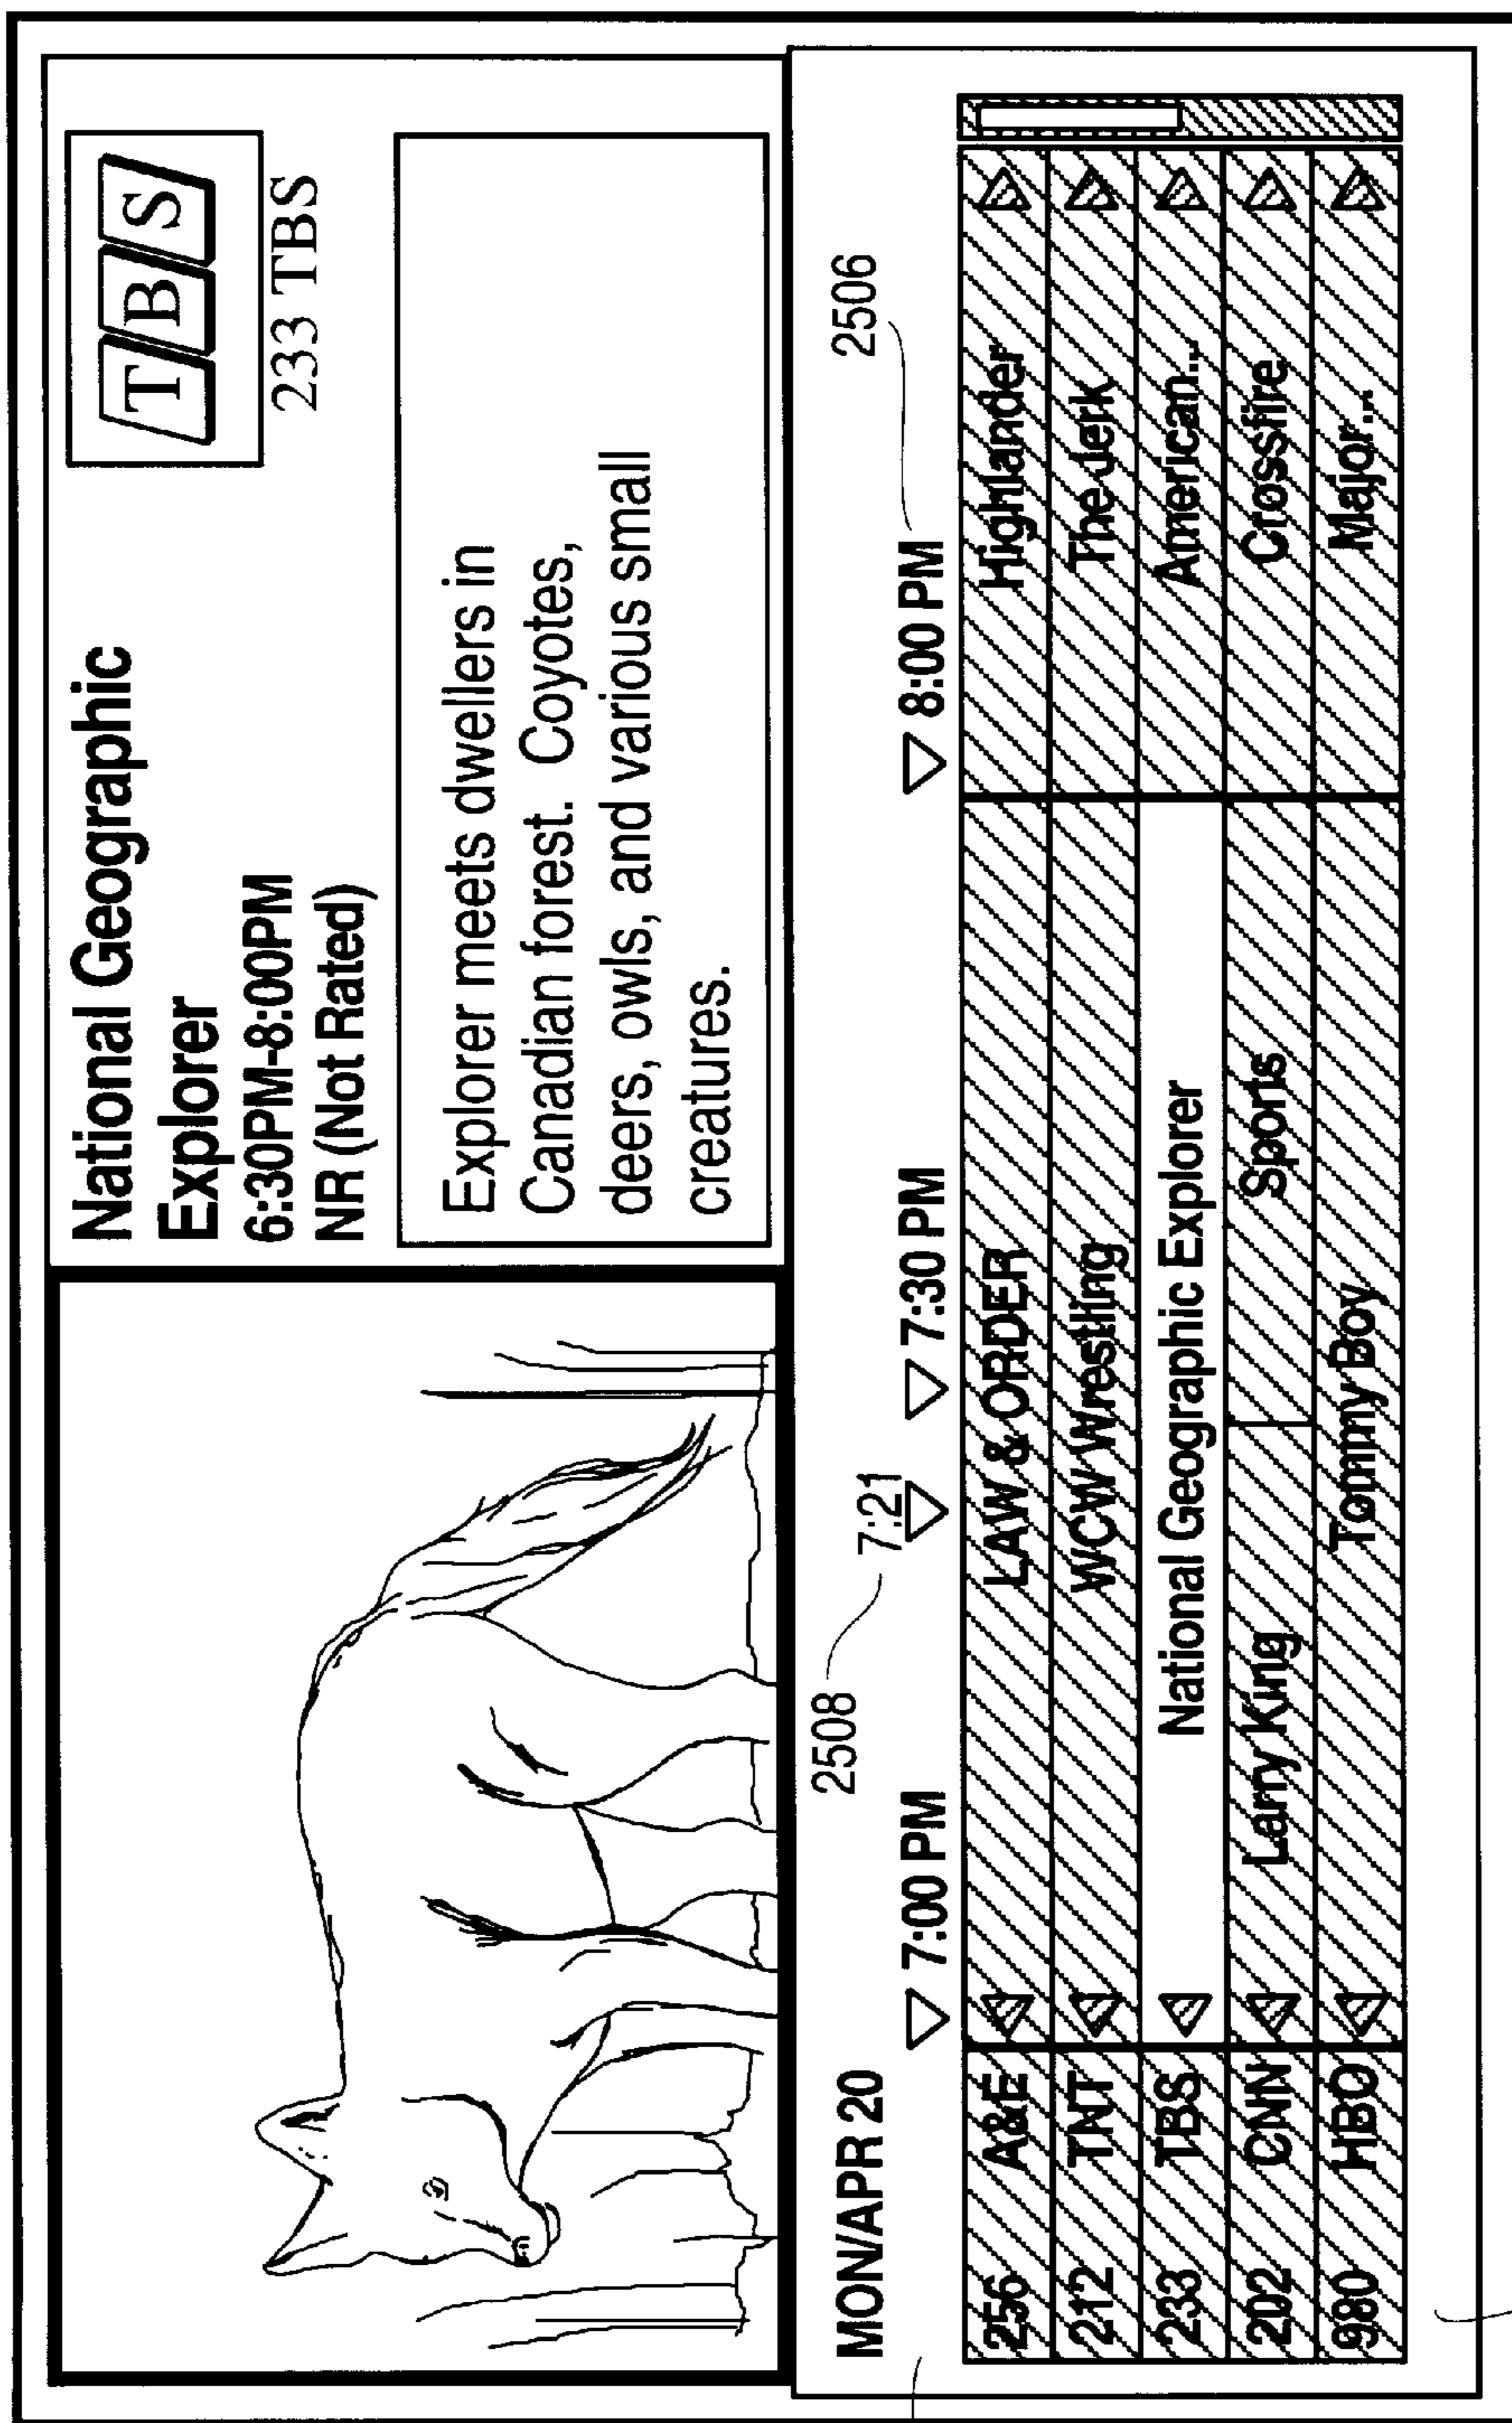 National Geographic
Explorer
6:30PM-8:00PM
NR (Not Rated)
T B S
233 TBS
Explorer meets dwellers in
Canadian forest. Coyotes,
deers, owls, and various small
creatures.
2508
2506
MON/APR 20
7:21
7:00 PM 7:30 PM 8:00 PM
256 A&E LAW & ORDER Highlander
212 TNT WCW Wrestling The Jerk
233 TBS National Geographic Explorer American...
202 CNN Larry King Sports Crossfire
980 HBO Tommy Boy Major...